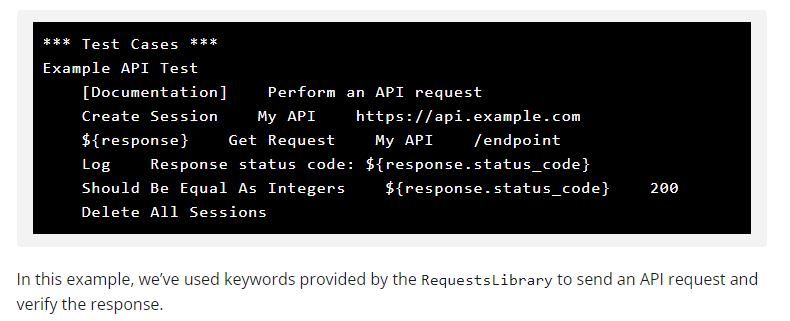 *** Test Cases ***
Example API Test
    [Documentation]    Perform an API request
    Create Session    My API    https://api.example.com
    ${response}    Get Request    My API    /endpoint
    Log    Response status code: ${response.status_code}
    Should Be Equal As Integers    ${response.status_code}    200
    Delete All Sessions
In this example, we’ve used keywords provided by the RequestsLibrary to send an API request and
verify the response.